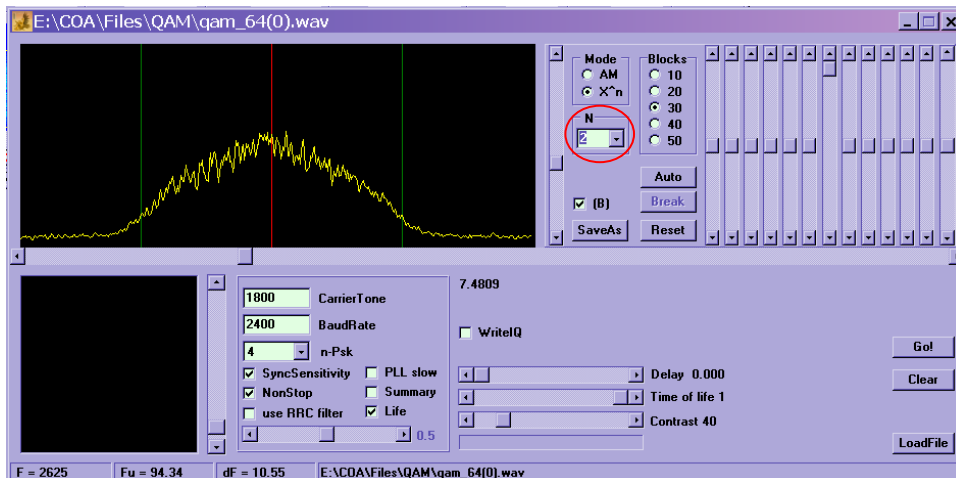 E:\COA\Files\QAM\qam_64(0).wav
Mode
AM
X^n
N
2
(B)
SaveAs
Blocks
10
20
30
40
50
Auto
Break
Reset
1800 CarrierTone
2400 BaudRate
4 n-Psk
SyncSensitivity PLL slow
NonStop Summary
use RRC filter Life
0.5
7.4809
WriteIQ
Delay 0.000
Time of life 1
Contrast 40
Go!
Clear
LoadFile
F = 2625 Fu = 94.34 dF = 10.55 E:\COA\Files\QAM\qam_64(0).wav